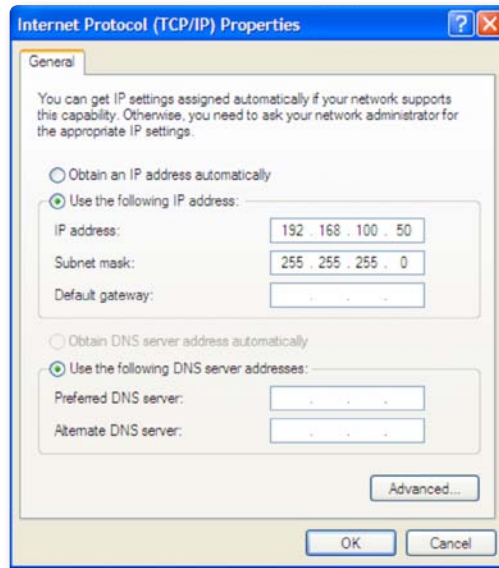 Internet Protocol (TCP/IP) Properties
General
You can get IP settings assigned automatically if your network supports
this capability. Otherwise, you need to ask your network administrator for
the appropriate IP settings.
Obtain an IP address automatically
Use the following IP address:
IP address: 192 . 168 . 100 . 50
Subnet mask: 255 . 255 . 255 . 0
Default gateway: . . .
Obtain DNS server address automatically
Use the following DNS server addresses:
Preferred DNS server: . . .
Alternate DNS server: . . .
Advanced...
OK Cancel